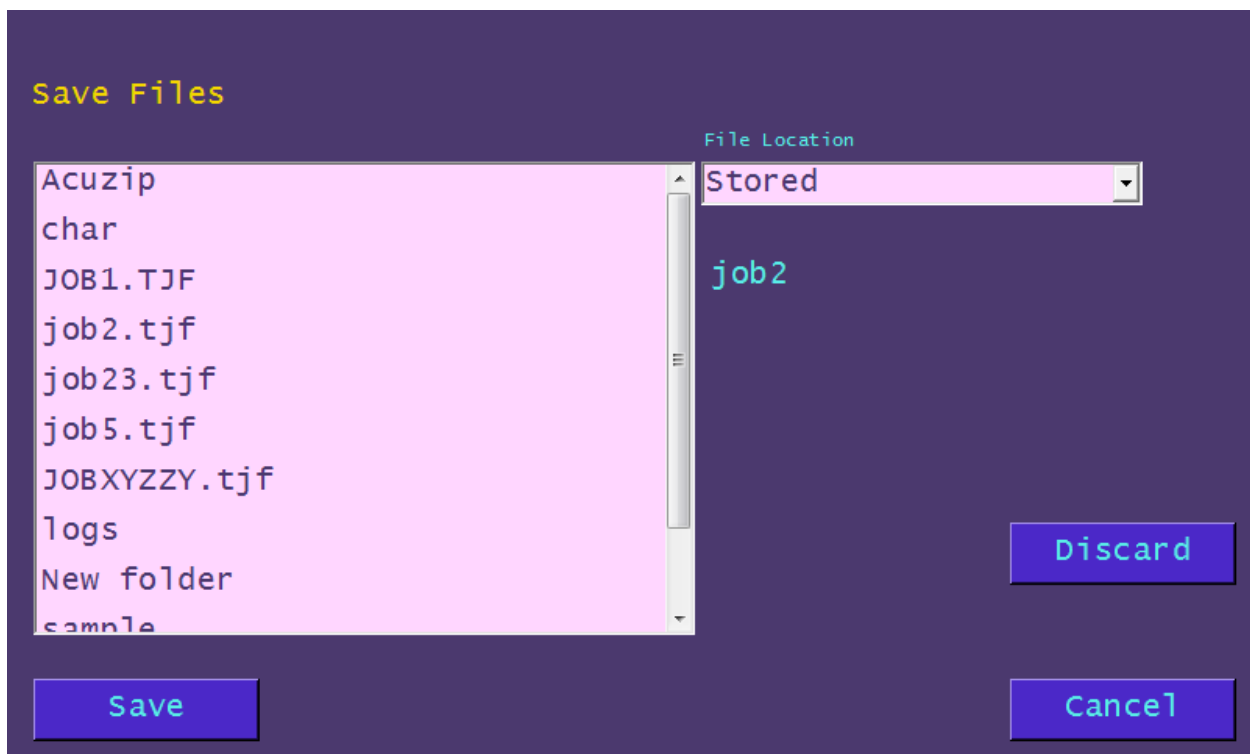 Save Files
File Location
Acuzip
Stored
char
JOB1.TJF
job2
job2.tjf
job23.tjf
job5.tjf
JOBXYZZY.tjf
logs
Discard
New folder
sample
Save
Cancel